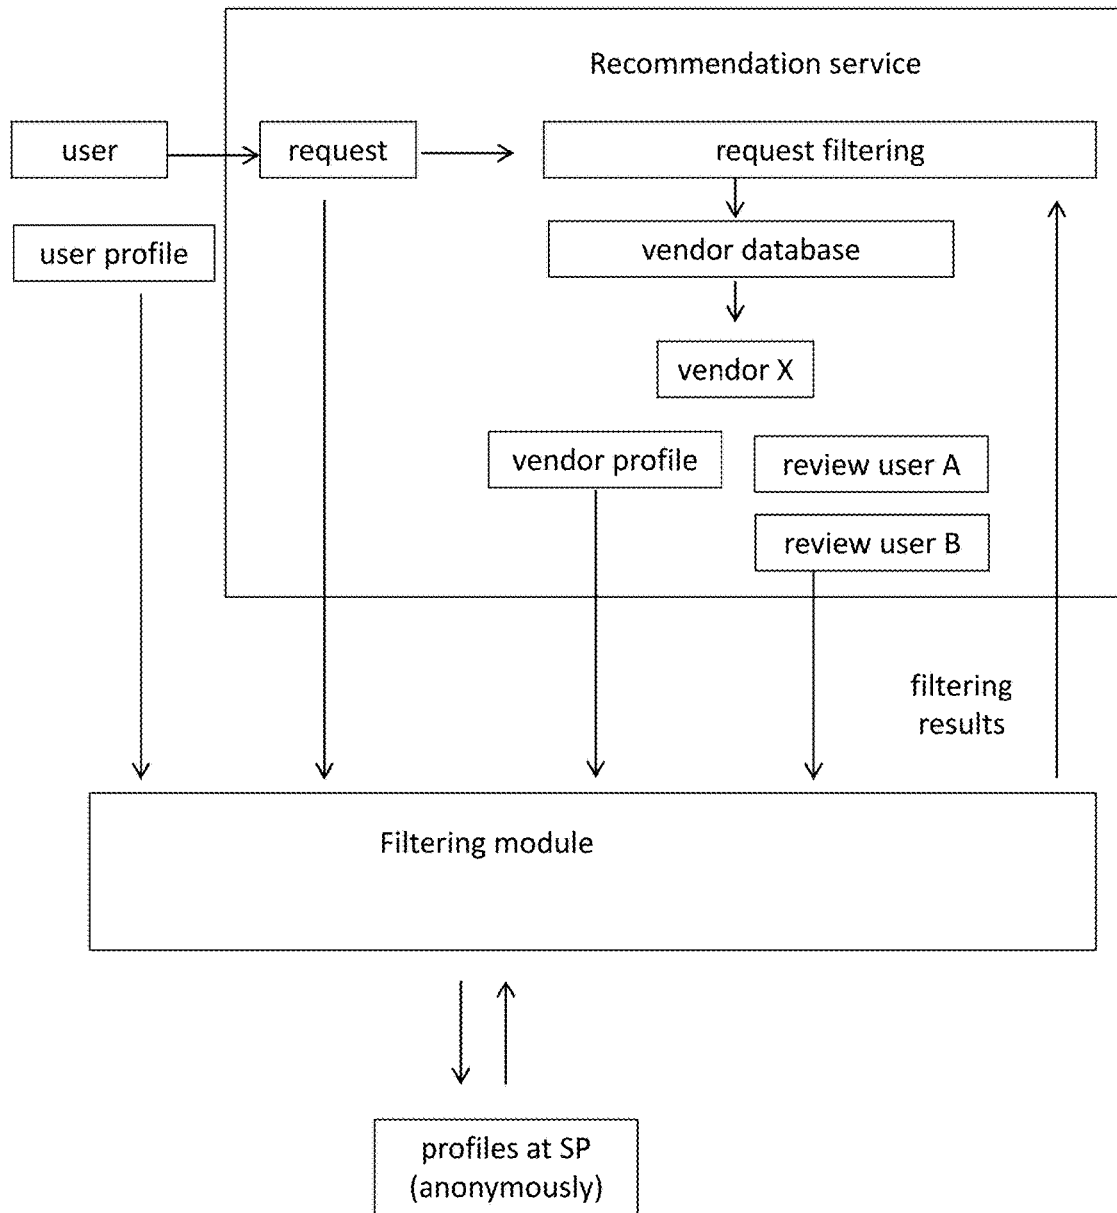 Recommendation service
user
request
request filtering
user profile
vendor database
vendor X
vendor profile
review user A
review user B
filtering
results
Filtering module
profiles at SP
(anonymously)